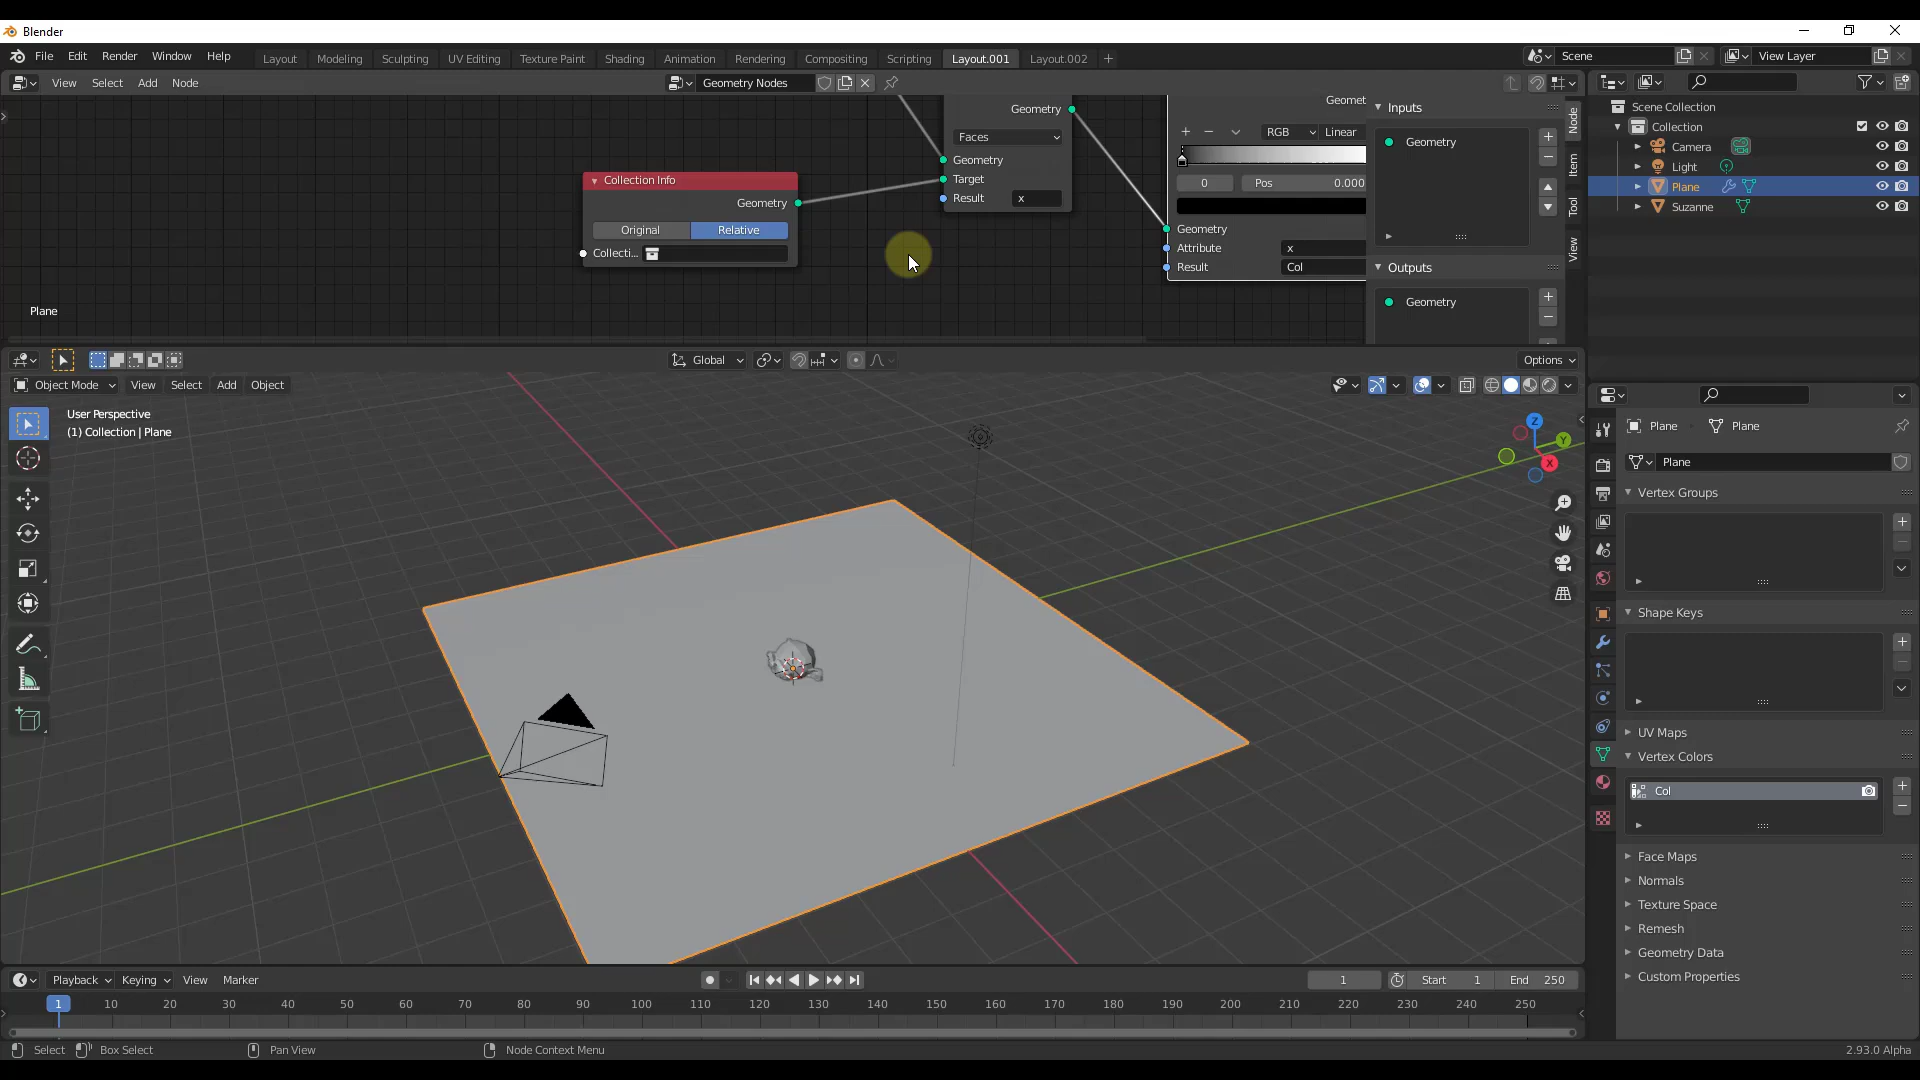 Blender
File Edit Render Window Help Layout Modeling Sculpting UV Editing Texture Paint Shading Animation Rendering Compositing Scripting Layout.001 Layout.002 + Scene View Layer
View Select Add Node Geometry Nodes
Geometry
Faces
Geometry
Target
Result x
Collection Info
Geometry
Original Relative
Collecti...
Geomet
RGB Linear
0 Pos 0.000
Geometry
Attribute x
Result Col
Inputs
Geometry
Outputs
Geometry
Node
Item
Tool
View
Plane
Scene Collection
Collection
Camera
Light
Plane
Suzanne
Global Options
Object Mode View Select Add Object
User Perspective
(1) Collection | Plane
Z
Y
X
Plane Plane
Plane
Vertex Groups
Shape Keys
UV Maps
Vertex Colors
Col
Face Maps
Normals
Texture Space
Remesh
Geometry Data
Custom Properties
Playback Keying View Marker 1 Start 1 End 250
1 10 20 30 40 50 60 70 80 90 100 110 120 130 140 150 160 170 180 190 200 210 220 230 240 250
Select Box Select Pan View Node Context Menu 2.93.0 Alpha